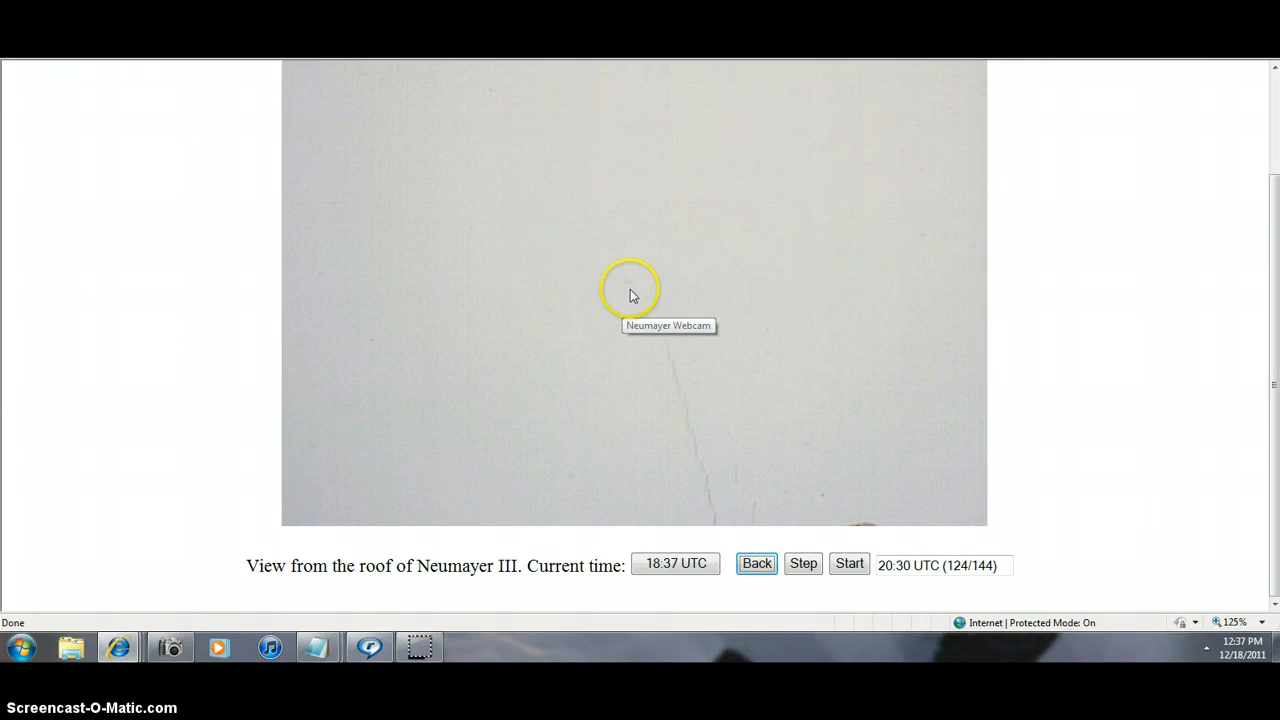 Neumayer Webcam
View from the roof of Neumayer III. Current time: 18:37 UTC Back Step Start 20:30 UTC (124/144)
Done Internet | Protected Mode: On 125%
12:37 PM
12/18/2011
Screencast-O-Matic.com